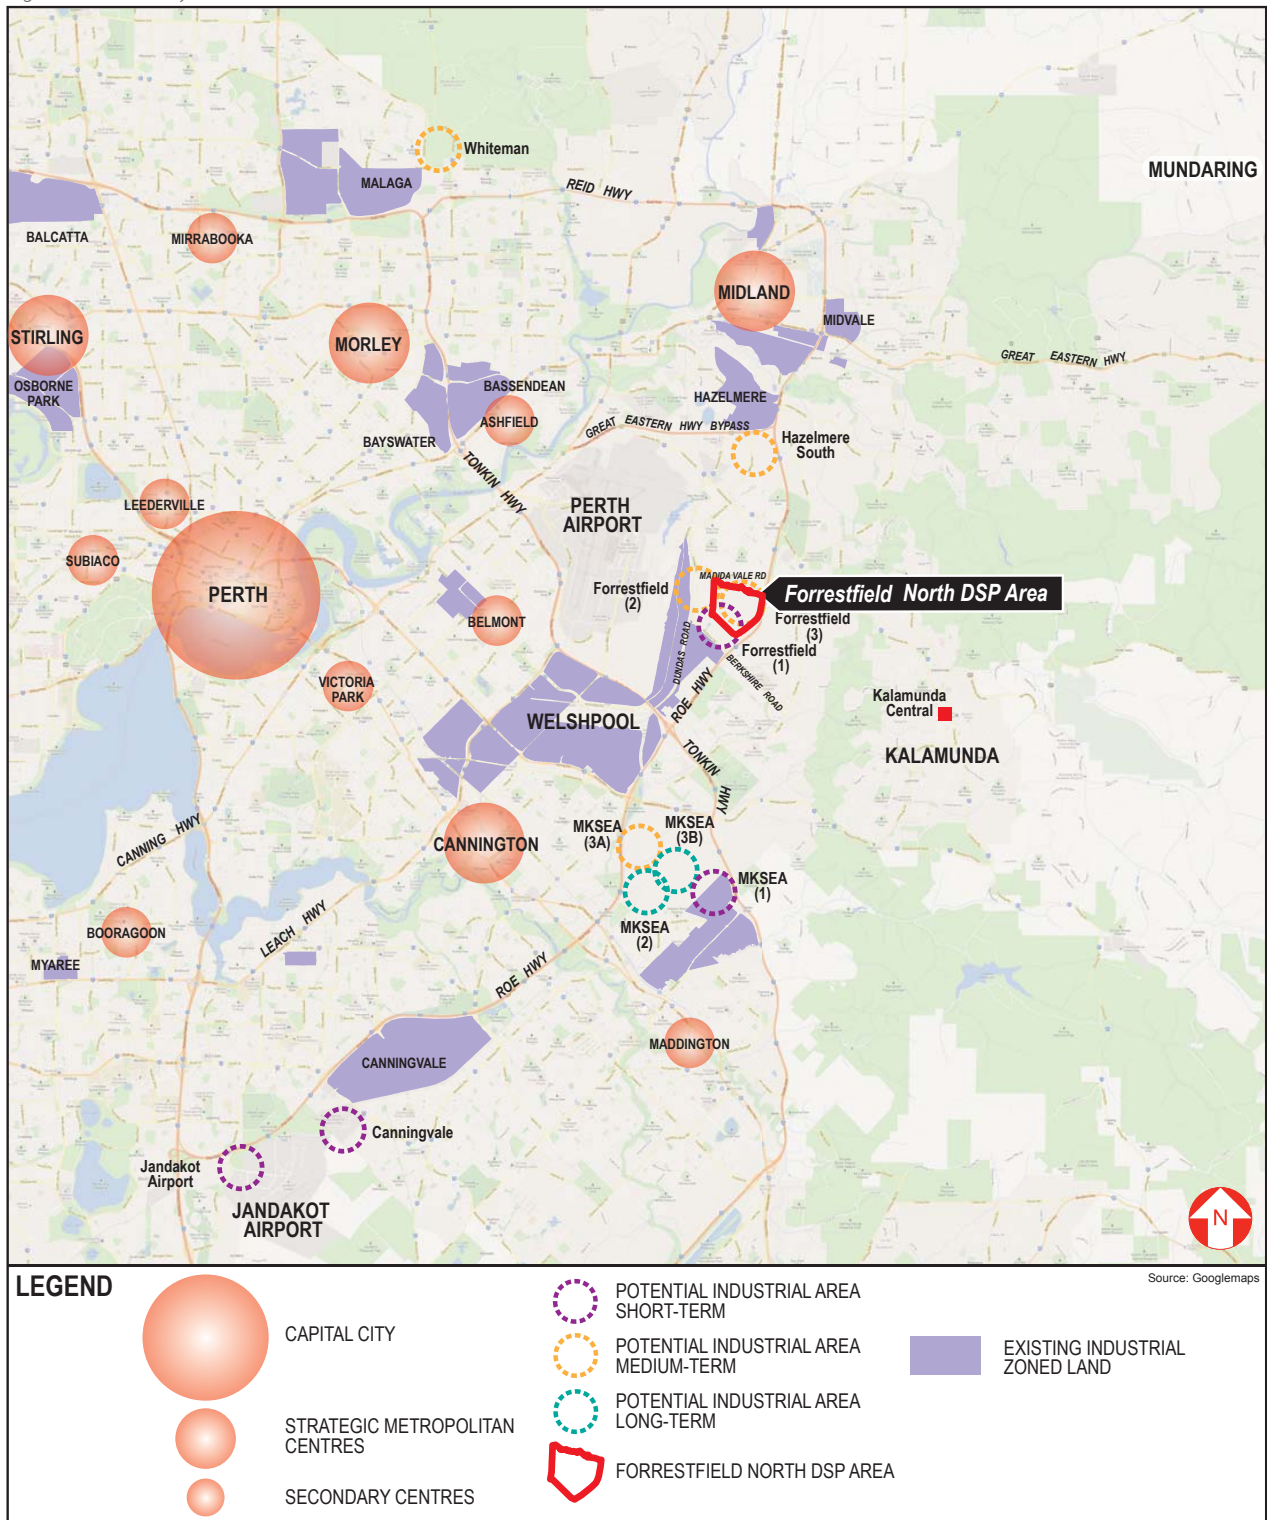 Whiteman
MUNDARING
MALAGA
REID HWY
BALCATTA
MIRRABOOKA
MIDLAND
MIDVALE
STIRLING
MORLEY
GREAT EASTERN HWY
OSBORNE
PARK
BASSENDEAN
HAZELMERE
ASHFIELD
GREAT EASTERN HWY BYPASS
BAYSWATER
Hazelmere
South
TONKIN HWY
LEEDERVILLE
PERTH
AIRPORT
SUBIACO
MADIDA VALE RD
Forrestfield
(2)
Forrestfield North DSP Area
PERTH
BELMONT
Forrestfield
(3)
Forrestfield
(1)
DUNDAS ROAD
BERKSHIRE ROAD
VICTORIA
PARK
ROE HWY
Kalamunda
Central
WELSHPOOL
KALAMUNDA
TONKIN HWY
CANNING HWY
CANNINGTON
MKSEA
(3A)
MKSEA
(3B)
MKSEA
(1)
MKSEA
(2)
BOORAGOON
LEACH HWY
MYAREE
ROE HWY
MADDINGTON
CANNINGVALE
Canningvale
Jandakot
Airport
JANDAKOT
AIRPORT
N
LEGEND
Source: Googlemaps
CAPITAL CITY
STRATEGIC METROPOLITAN
CENTRES
SECONDARY CENTRES
POTENTIAL INDUSTRIAL AREA
SHORT-TERM
POTENTIAL INDUSTRIAL AREA
MEDIUM-TERM
POTENTIAL INDUSTRIAL AREA
LONG-TERM
FORRESTFIELD NORTH DSP AREA
EXISTING INDUSTRIAL
ZONED LAND